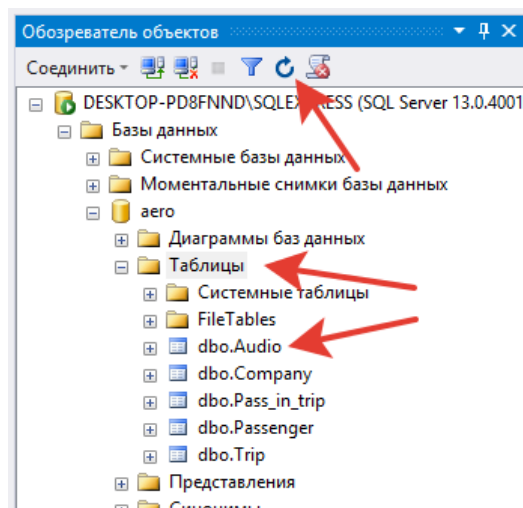 Обозреватель объектов
Соединить
DESKTOP-PD8FNND\SQLEXPRESS (SQL Server 13.0.4001
Базы данных
Системные базы данных
Моментальные снимки базы данных
aero
Диаграммы баз данных
Таблицы
Системные таблицы
FileTables
dbo.Audio
dbo.Company
dbo.Pass_in_trip
dbo.Passenger
dbo.Trip
Представления
Синонимы